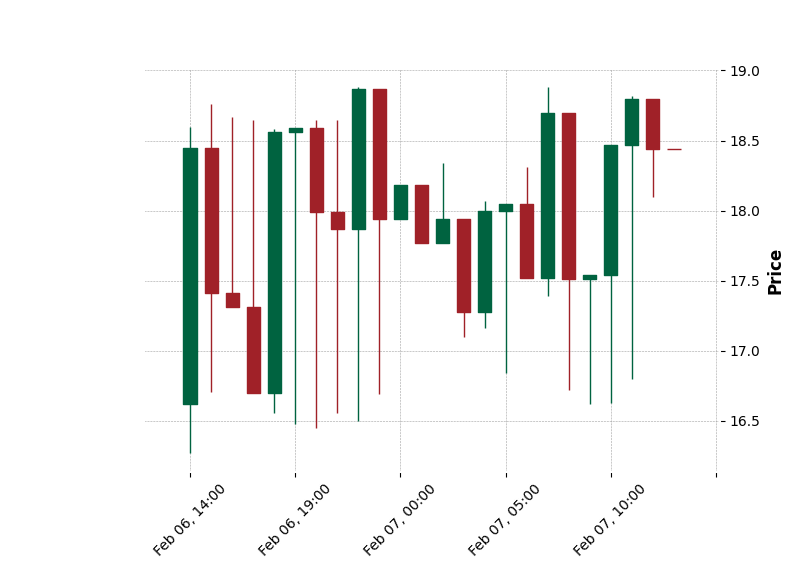 19.0
18.5
18.0
17.5
17.0
16.5
Price
Feb 06, 14:00
Feb 06, 19:00
Feb 07, 00:00
Feb 07, 05:00
Feb 07, 10:00